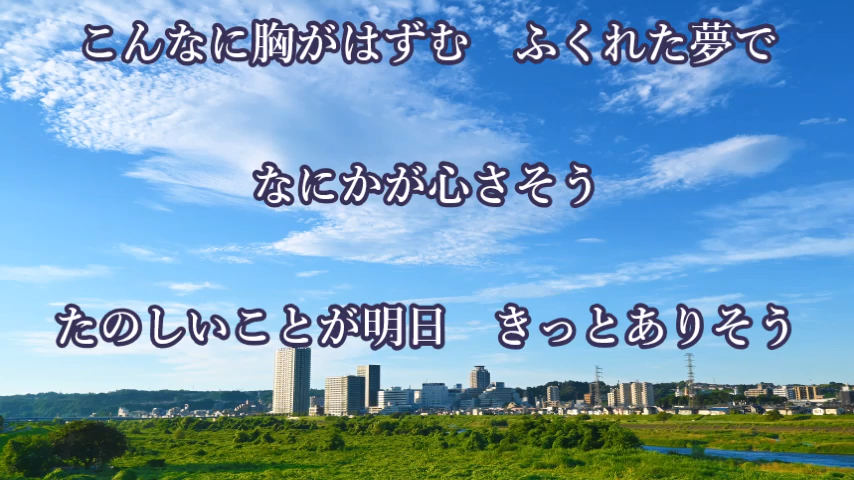 こんなに胸がはずむ　ふくれた夢で
なにかが心さそう
たのしいことが明日　きっとありそう